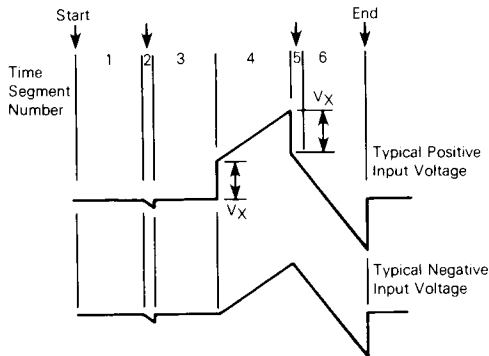 Start
End
Time
Segment
Number
1
2
3
4
5
6
VX
VX
Typical Positive
Input Voltage
Typical Negative
Input Voltage